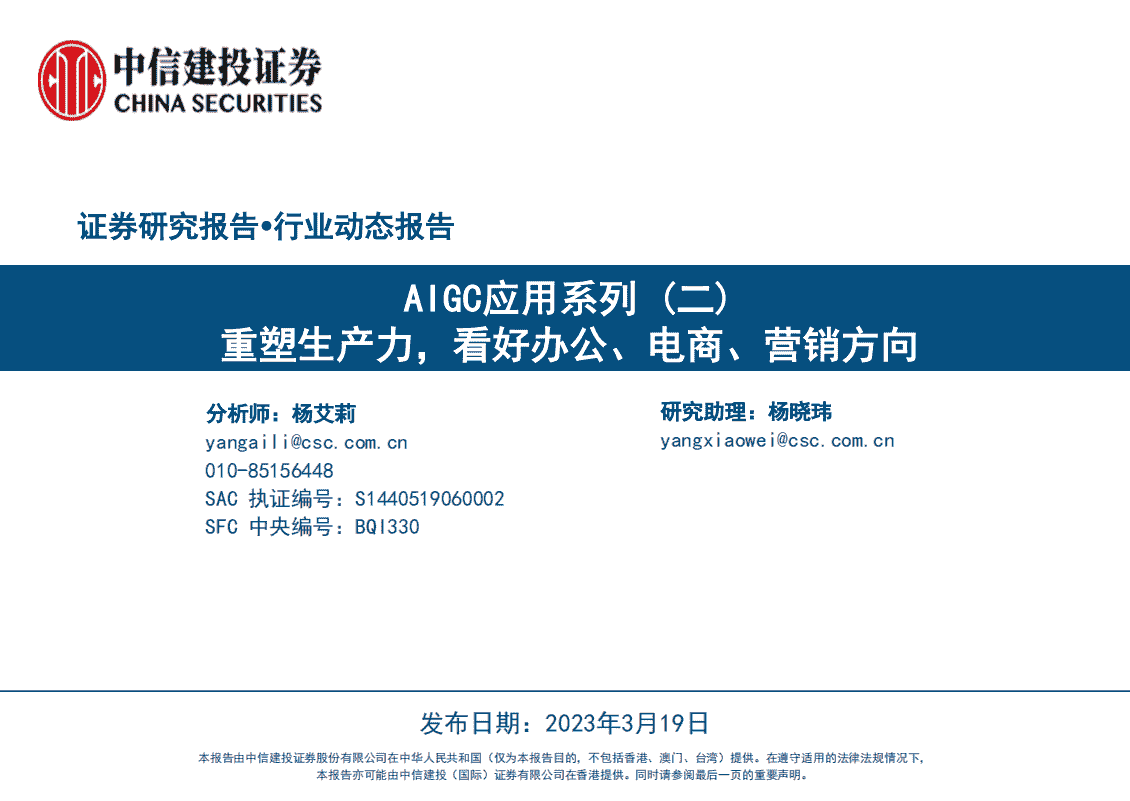 中信建投证券
CHINA SECURITIES
证券研究报告•行业动态报告
AIGC应用系列 (二)
重塑生产力，看好办公、电商、营销方向
分析师：杨艾莉
yangaili@csc.com.cn
010-85156448
SAC 执证编号：S1440519060002
SFC 中央编号：BQI330
研究助理：杨晓玮
yangxiaowei@csc.com.cn
发布日期：2023年3月19日
本报告由中信建投证券股份有限公司在中华人民共和国（仅为本报告目的，不包括香港、澳门、台湾）提供。在遵守适用的法律法规情况下，
本报告亦可能由中信建投（国际）证券有限公司在香港提供。同时请参阅最后一页的重要声明。